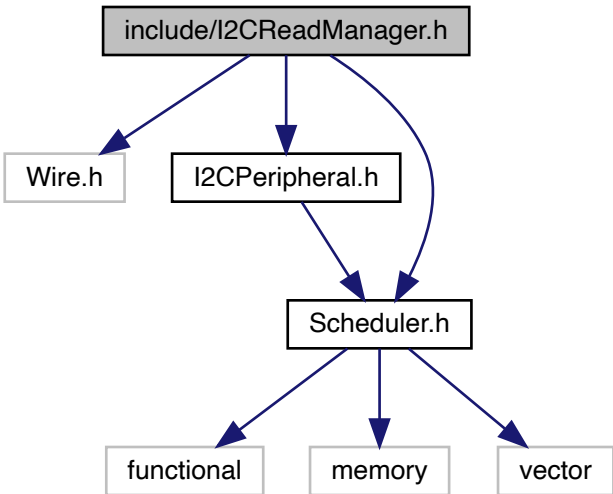 include/I2CReadManager.h
Wire.h
I2CPeripheral.h
Scheduler.h
functional
memory
vector